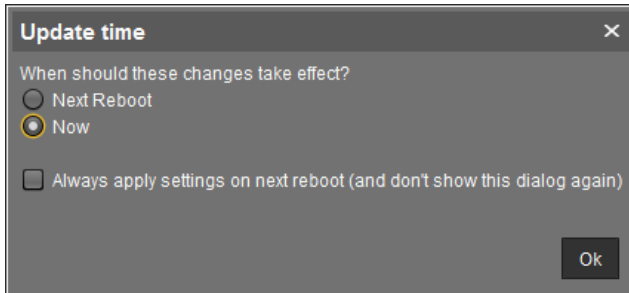 Update time
When should these changes take effect?
Next Reboot
Now
Always apply settings on next reboot (and don't show this dialog again)
Ok